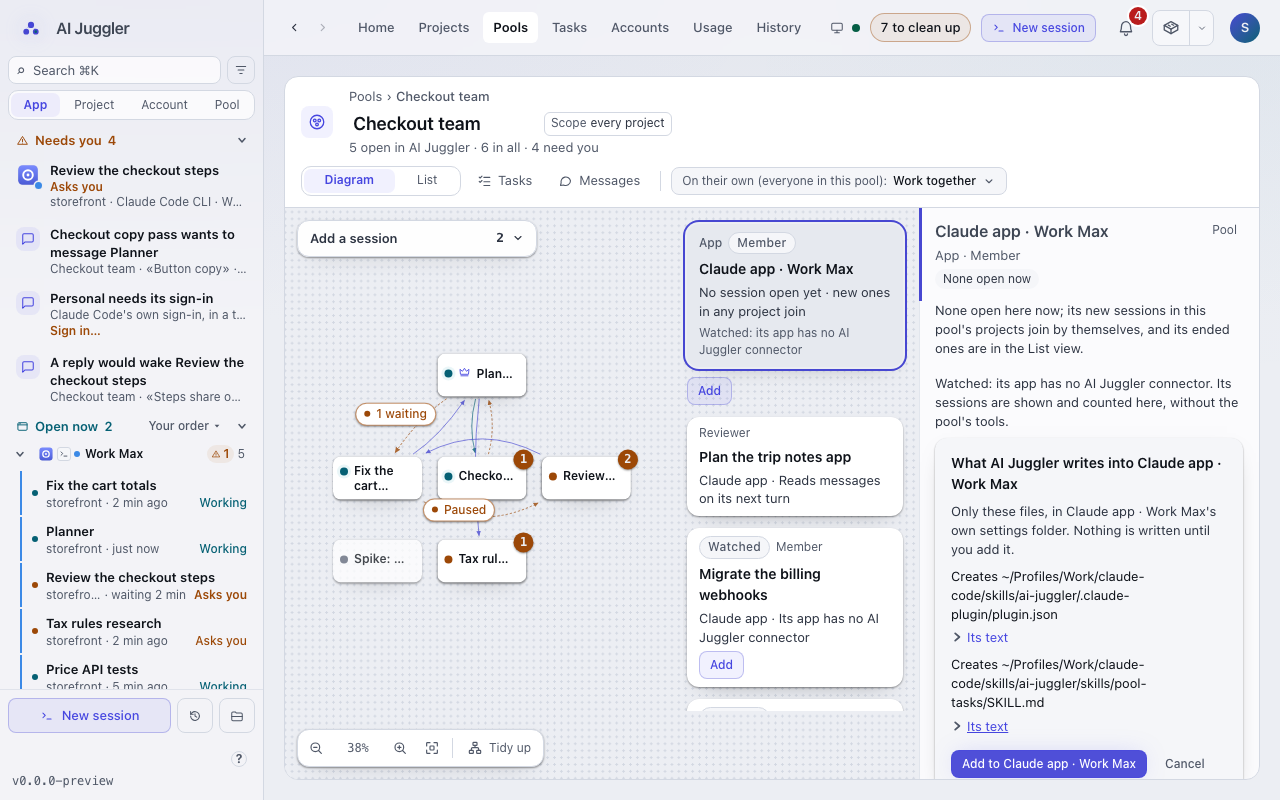 AI Juggler
Search ⌘K
App Project Account Pool
Needs you 4
Review the checkout steps
Asks you
storefront · Claude Code CLI · W…
Checkout copy pass wants to
message Planner
Checkout team · «Button copy» ·…
Personal needs its sign-in
Claude Code's own sign-in, in a t…
Sign in…
A reply would wake Review the
checkout steps
Checkout team · «Steps share o…
Open now 2 Your order
Work Max 1 5
Fix the cart totals
storefront · 2 min ago Working
Planner
storefront · just now Working
Review the checkout steps
storefro… · waiting 2 min Asks you
Tax rules research
storefront · 2 min ago Asks you
Price API tests
storefront · 5 min ago Working
New session
?
v0.0.0-preview
Home Projects Pools Tasks Accounts Usage History 7 to clean up New session 4 S
Pools › Checkout team
Checkout team Scope every project
5 open in AI Juggler · 6 in all · 4 need you
Diagram List Tasks Messages On their own (everyone in this pool): Work together
Add a session 2
Plan…
1 waiting
Fix the
cart…
Checko… 1
Review… 2
Paused
Spike: …
Tax rul… 1
38% Tidy up
App Member
Claude app · Work Max
No session open yet · new ones
in any project join
Watched: its app has no AI
Juggler connector
Add
Reviewer
Plan the trip notes app
Claude app · Reads messages
on its next turn
Watched Member
Migrate the billing
webhooks
Claude app · Its app has no AI
Juggler connector
Add
Claude app · Work Max Pool
App · Member
None open now
None open here now; its new sessions in this
pool's projects join by themselves, and its ended
ones are in the List view.
Watched: its app has no AI Juggler connector. Its
sessions are shown and counted here, without the
pool's tools.
What AI Juggler writes into Claude app ·
Work Max
Only these files, in Claude app · Work Max's
own settings folder. Nothing is written until
you add it.
Creates ~/Profiles/Work/claude-
code/skills/ai-juggler/.claude-
plugin/plugin.json
Its text
Creates ~/Profiles/Work/claude-
code/skills/ai-juggler/skills/pool-
tasks/SKILL.md
Its text
Add to Claude app · Work Max Cancel